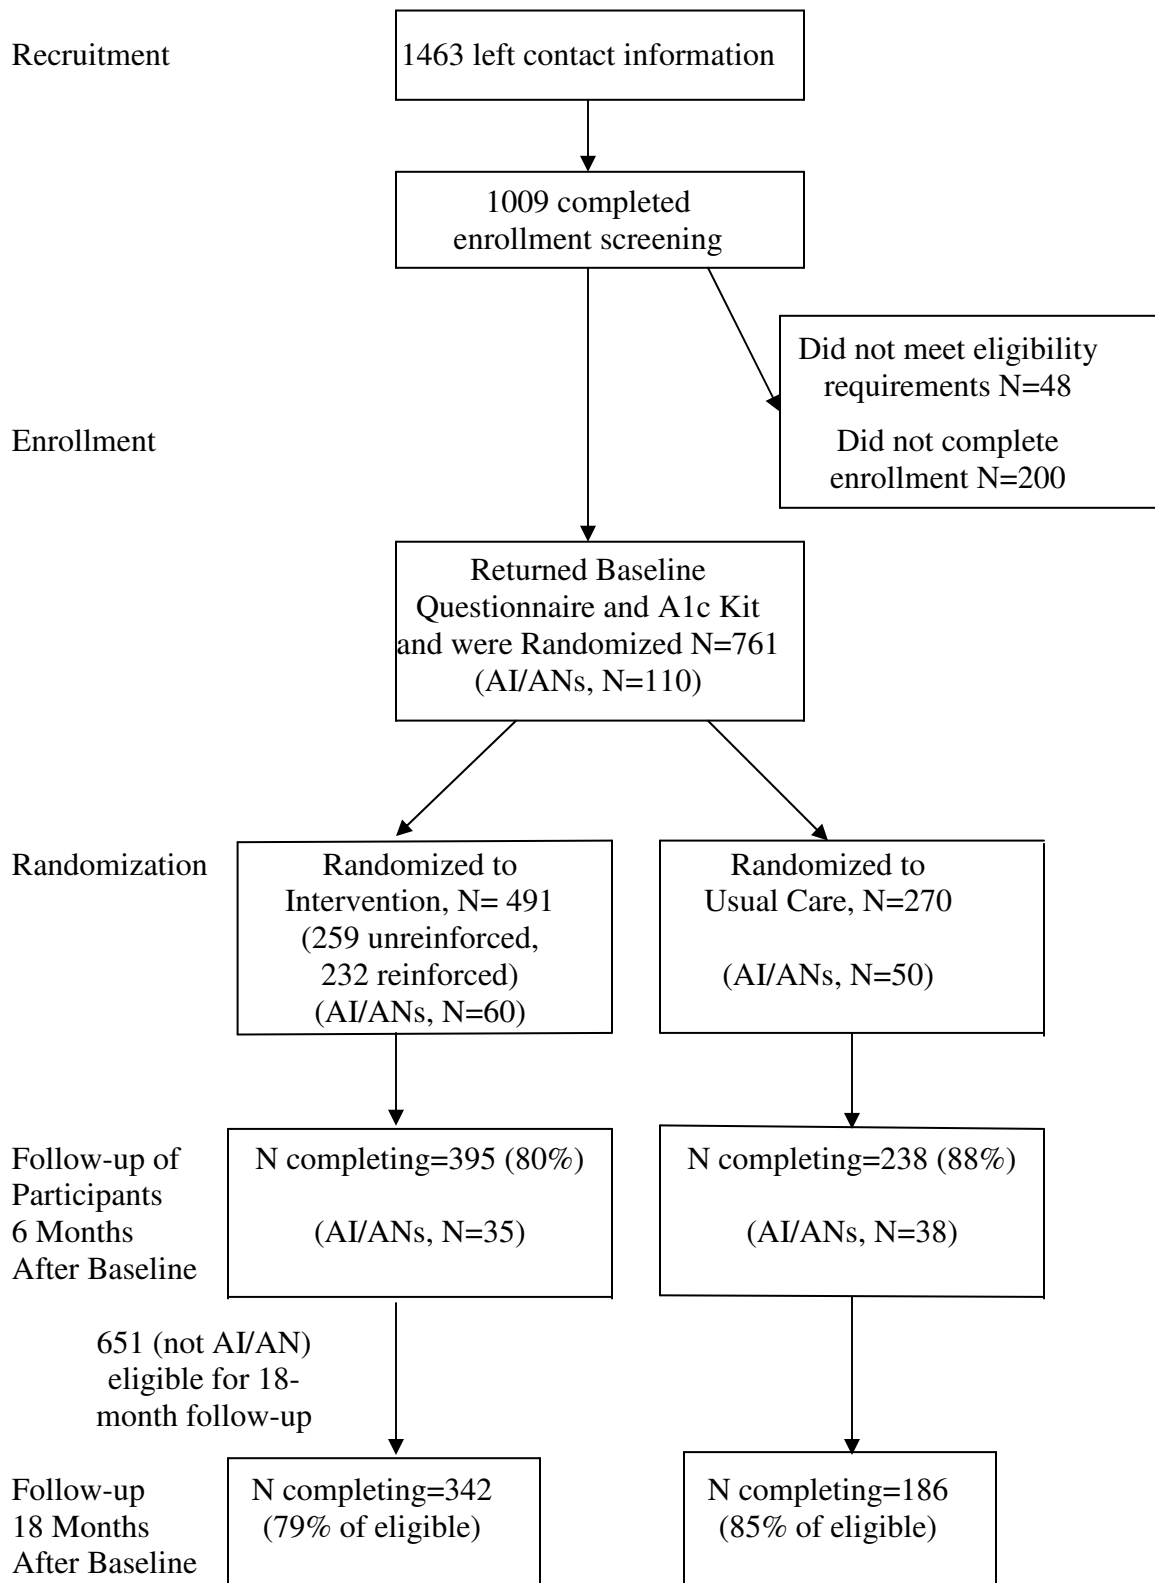 Recruitment
1463 left contact information
1009 completed
enrollment screening
Did not meet eligibility
requirements N=48
Did not complete
enrollment N=200
Enrollment
Returned Baseline
Questionnaire and A1c Kit
and were Randomized N=761
(AI/ANs, N=110)
Randomization
Randomized to
Intervention, N= 491
(259 unreinforced,
232 reinforced)
(AI/ANs, N=60)
Randomized to
Usual Care, N=270
(AI/ANs, N=50)
Follow-up of
Participants
6 Months
After Baseline
N completing=395 (80%)
(AI/ANs, N=35)
N completing=238 (88%)
(AI/ANs, N=38)
651 (not AI/AN)
eligible for 18-
month follow-up
Follow-up
18 Months
After Baseline
N completing=342
(79% of eligible)
N completing=186
(85% of eligible)